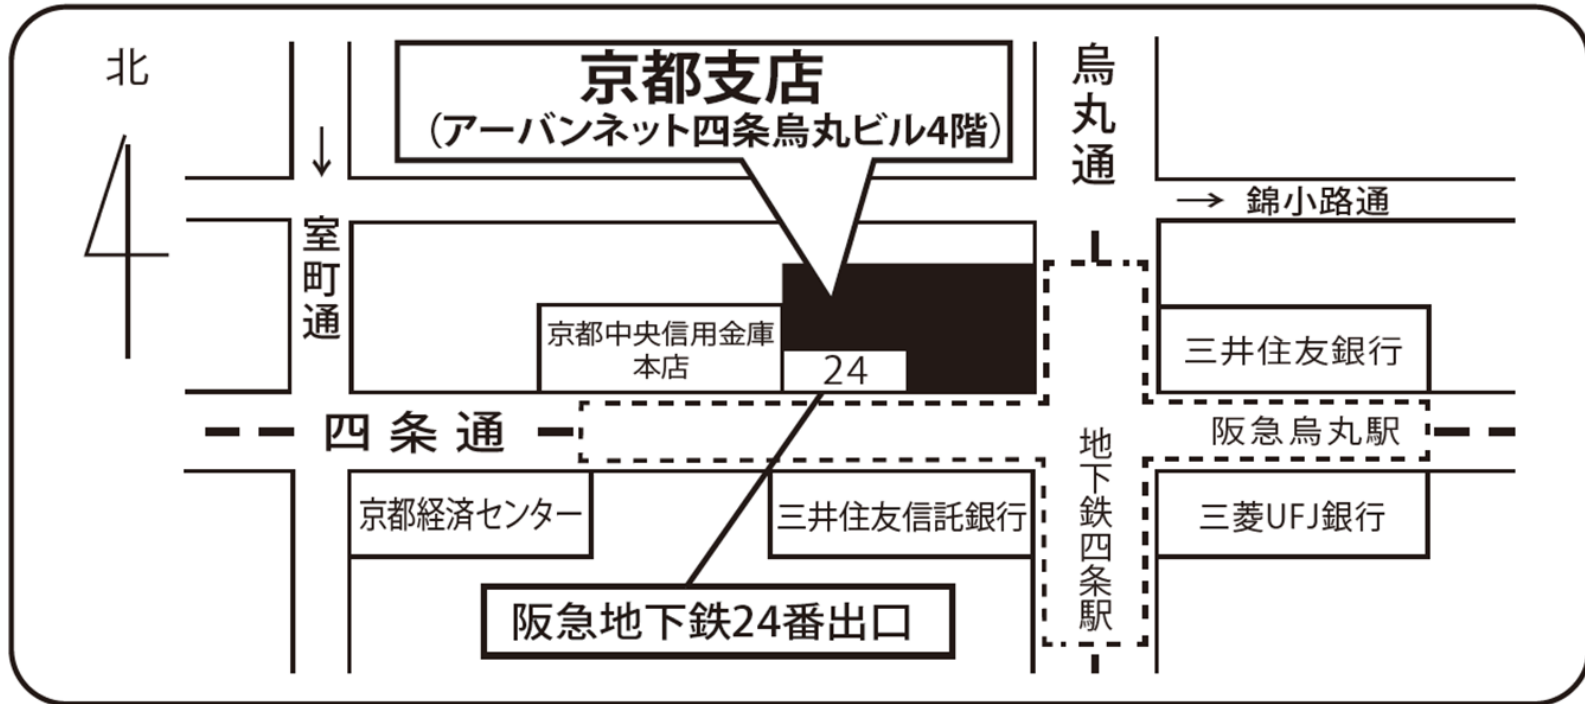 北
京都支店
（アーバンネット四条烏丸ビル4階）
烏丸通
↓
→ 錦小路通
室町通
京都中央信用金庫
本店
24
三井住友銀行
四条通
阪急烏丸駅
地下鉄四条駅
京都経済センター
三井住友信託銀行
三菱UFJ銀行
阪急地下鉄24番出口